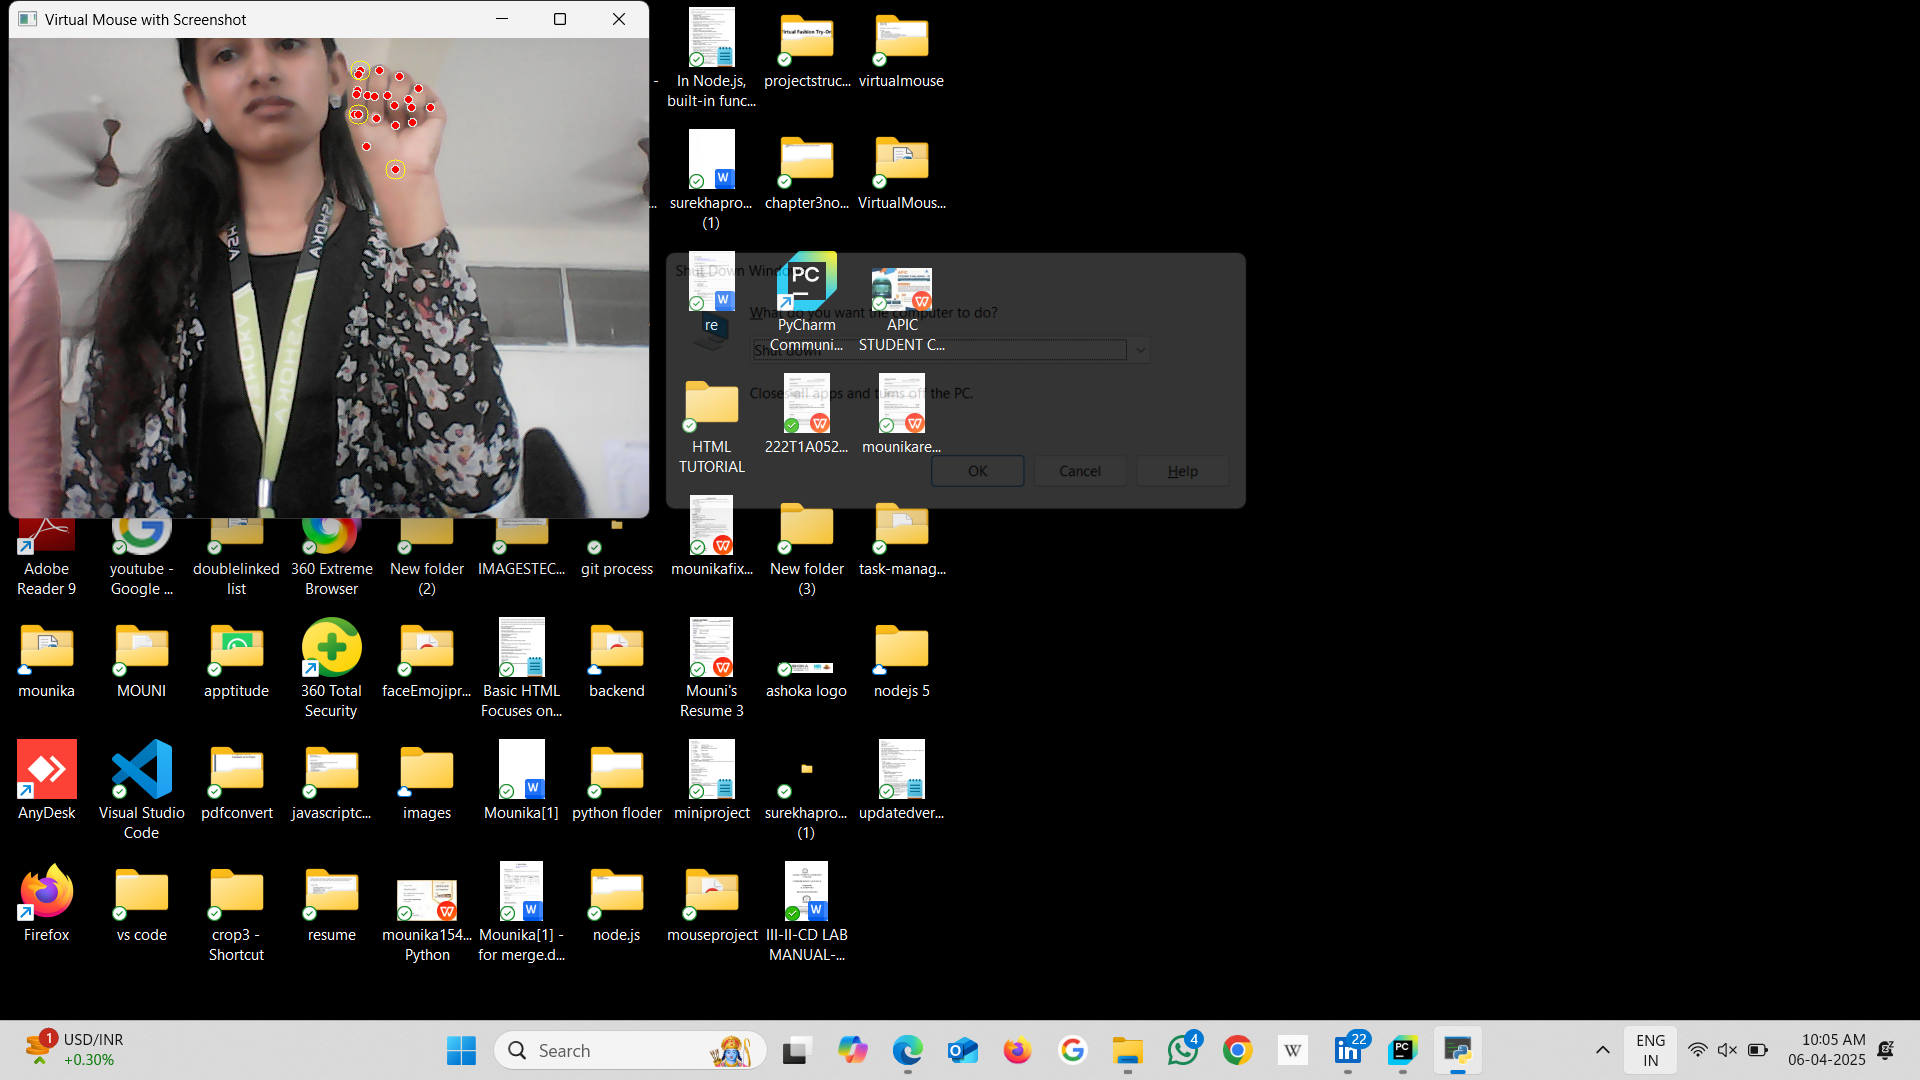 Virtual Mouse with Screenshot
ASHOKA
ASHOKA
ASHOKA
ASHOKA
In Node.js,
built-in func...
projectstruc...
virtualmouse
surekhapro...
(1)
chapter3no...
VirtualMous...
Shut Down Windo
What do you want the computer to do?
Shut down
Closes all apps and turns off the PC.
OK
Cancel
Help
re
PyCharm
Communi...
APIC
STUDENT C...
HTML
TUTORIAL
222T1A052...
mounikare...
Adobe
Reader 9
youtube -
Google ...
doublelinked
list
360 Extreme
Browser
New folder
(2)
IMAGESTEC...
git process
mounikafix...
New folder
(3)
task-manag...
mounika
MOUNI
apptitude
360 Total
Security
faceEmojipr...
Basic HTML
Focuses on...
backend
Mouni's
Resume 3
ashoka logo
nodejs 5
AnyDesk
Visual Studio
Code
pdfconvert
javascriptc...
images
Mounika[1]
python floder
miniproject
surekhapro...
(1)
updatedver...
Firefox
vs code
crop3 -
Shortcut
resume
mounika154...
Python
Mounika[1] -
for merge.d...
node.js
mouseproject
III-II-CD LAB
MANUAL-...
1
USD/INR
+0.30%
Search
4
22
ENG
IN
10:05 AM
06-04-2025